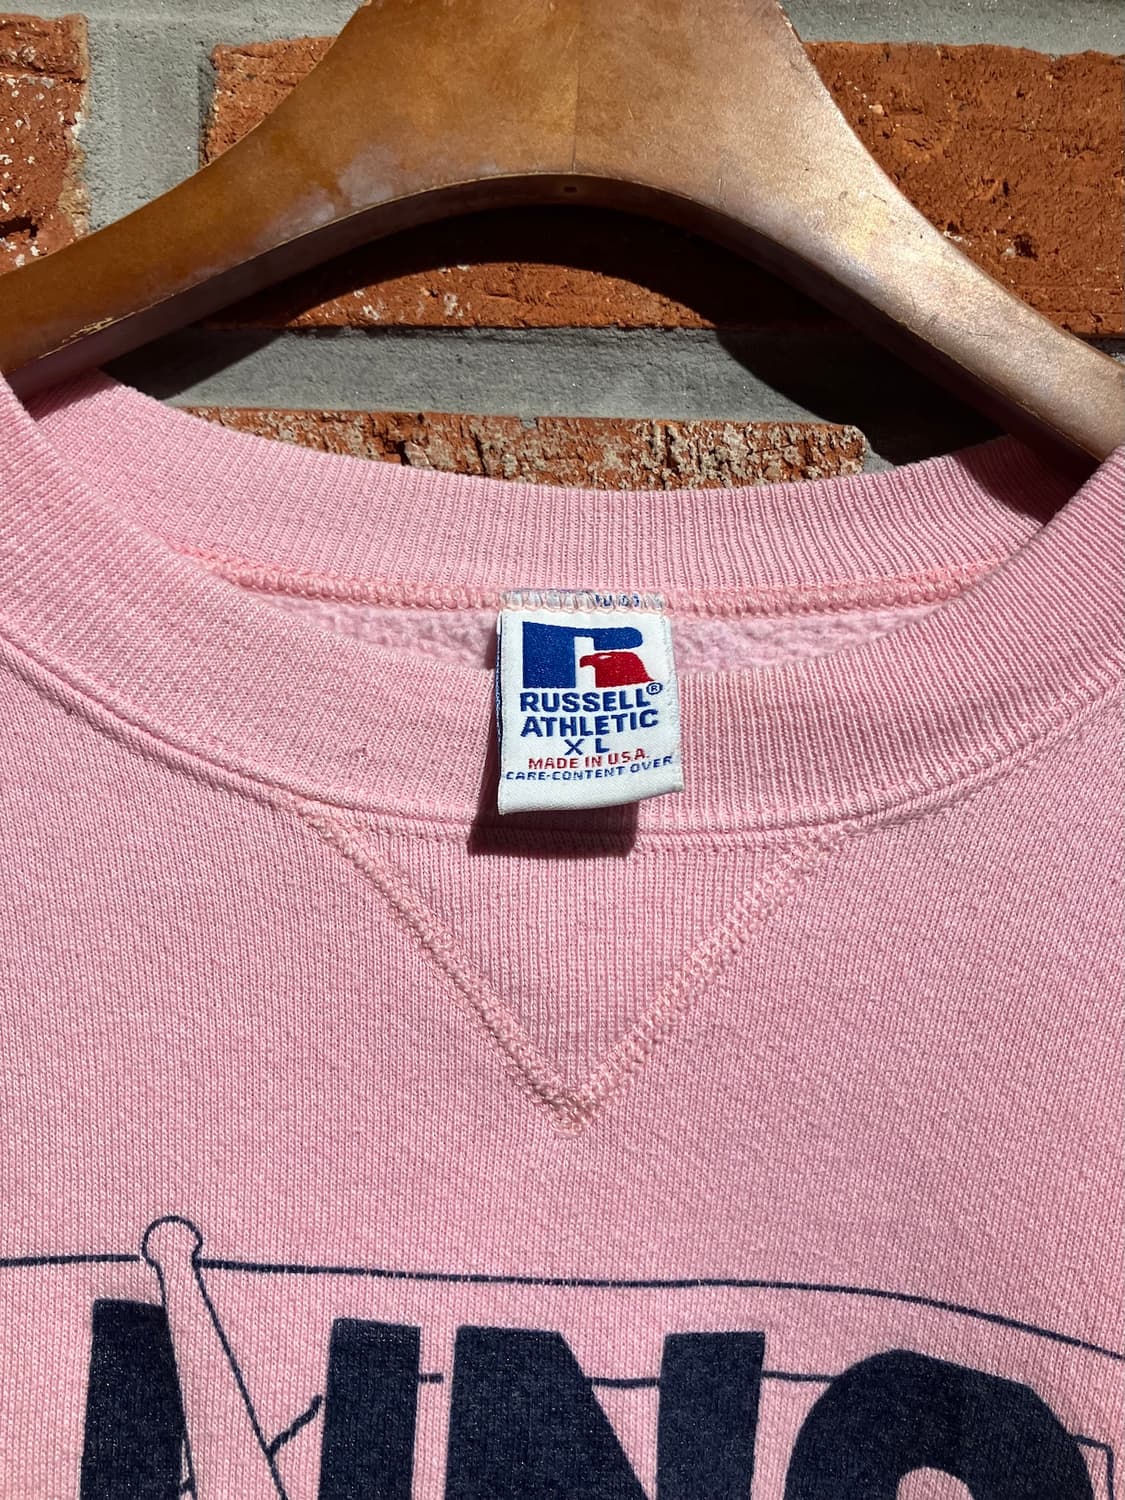 RUSSELL®
ATHLETIC
XL
MADE IN U.S.A.
CARE-CONTENT OVER